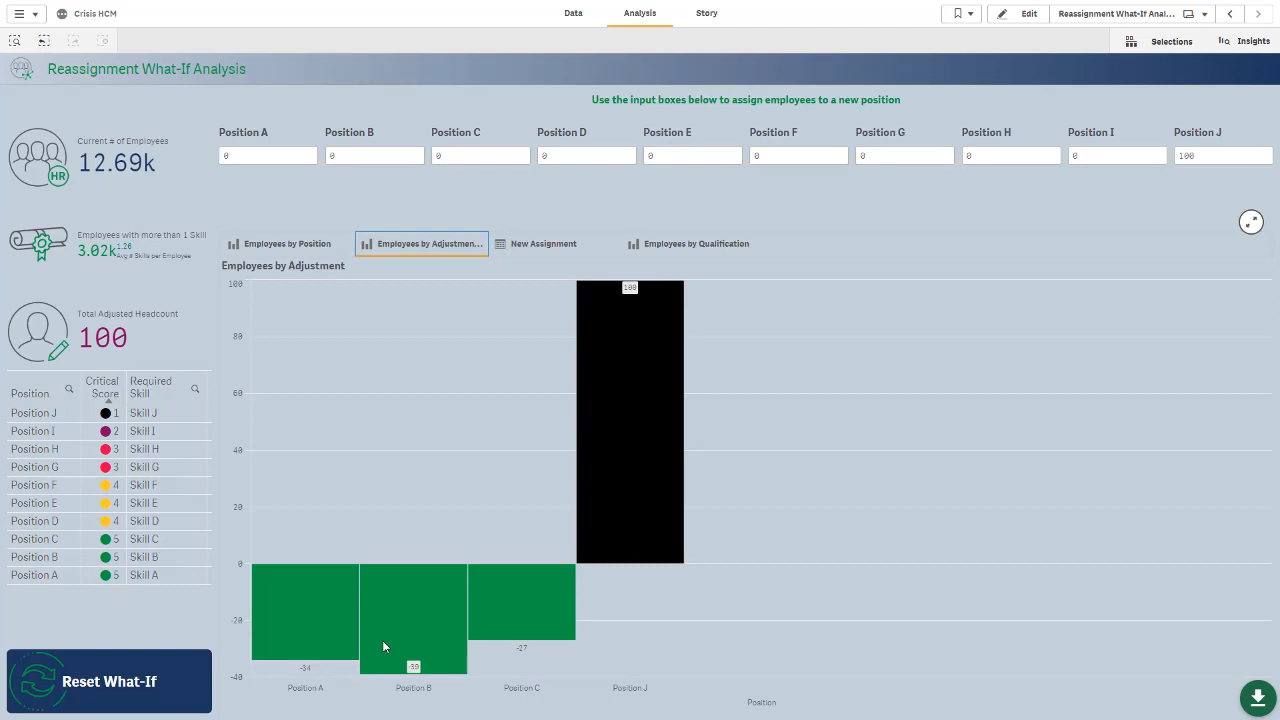 Crisis HCM
Data
Analysis
Story
Edit
Reassignment What-If Anal...
Selections
Insights
Reassignment What-If Analysis
Use the input boxes below to assign employees to a new position
Position A Position B Position C Position D Position E Position F Position G Position H Position I Position J
0 0 0 0 0 0 0 0 0 100
HR
Current # of Employees
12.69k
Employees with more than 1 Skill
3.02k
1.20
Avg # Skills per Employee
Total Adjusted Headcount
100
Position Critical Score Required Skill
Position J 1 Skill J
Position I 2 Skill I
Position H 3 Skill H
Position G 3 Skill G
Position F 4 Skill F
Position E 4 Skill E
Position D 4 Skill D
Position C 5 Skill C
Position B 5 Skill B
Position A 5 Skill A
Reset What-If
Employees by Position
Employees by Adjustmen...
New Assignment
Employees by Qualification
Employees by Adjustment
100
80
60
40
20
0
-20
-40
100
-34
-39
-27
Position A Position B Position C Position J
Position